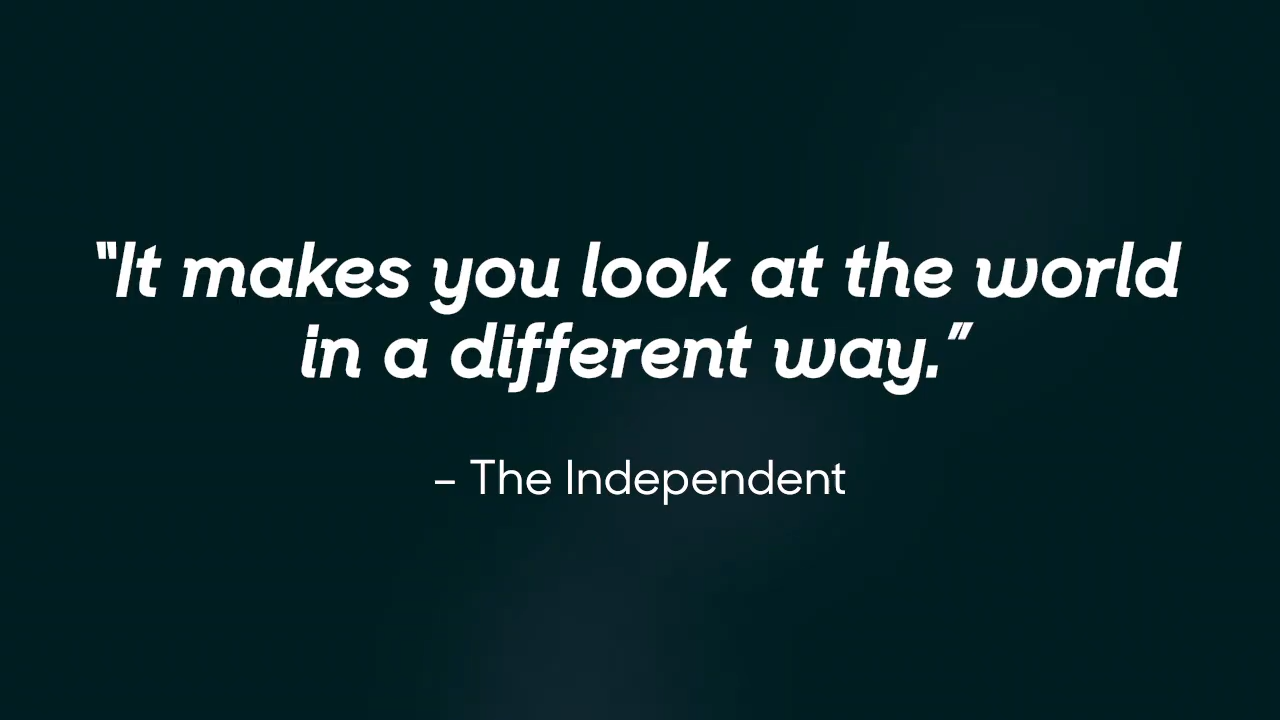 "It makes you look at the world
in a different way."
– The Independent